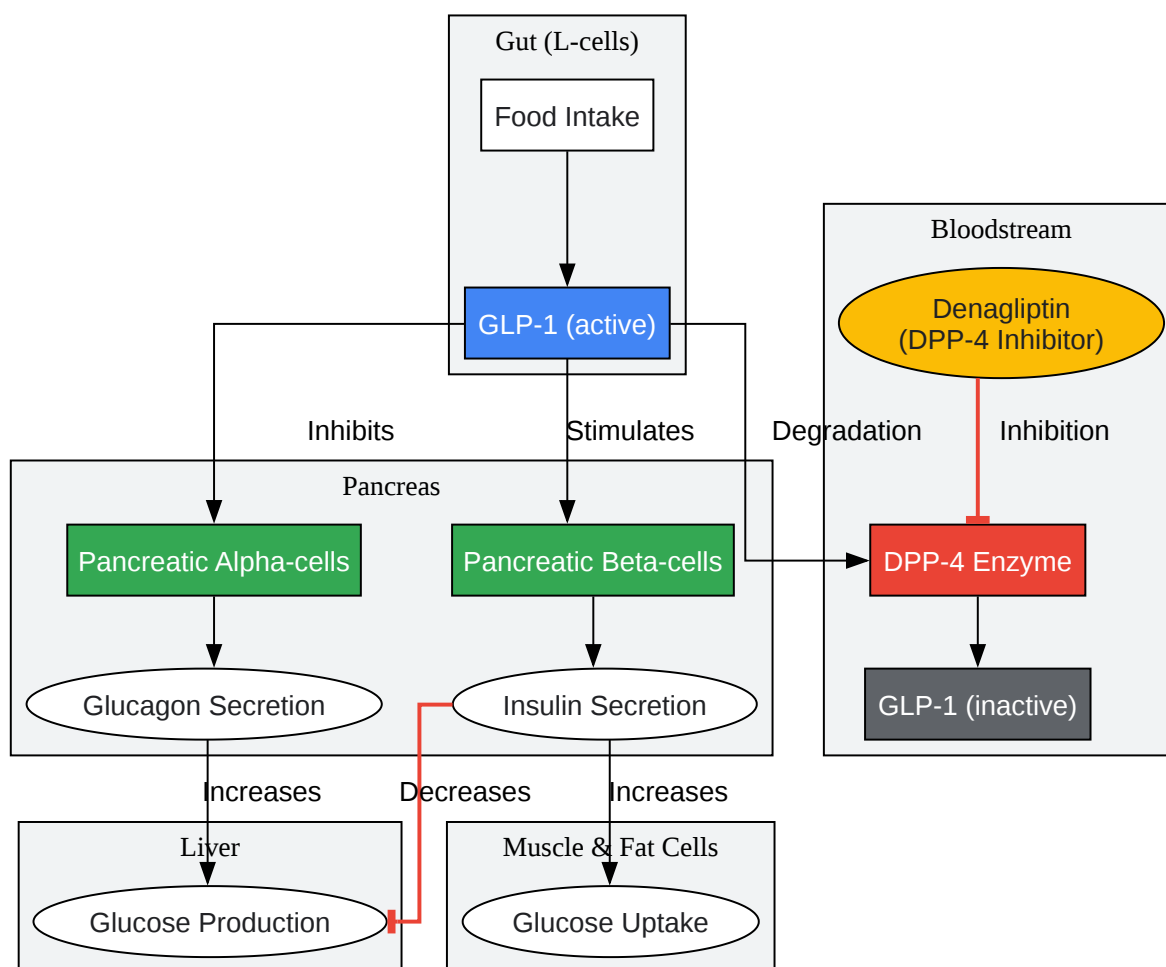 Gut (L-cells)
Food Intake
Bloodstream
Denagliptin
(DPP-4 Inhibitor)
GLP-1 (active)
Inhibits
Stimulates
Degradation
Inhibition
Pancreas
Pancreatic Alpha-cells
Pancreatic Beta-cells
DPP-4 Enzyme
Glucagon Secretion
Insulin Secretion
GLP-1 (inactive)
Increases
Decreases
Increases
Liver
Muscle & Fat Cells
Glucose Production
Glucose Uptake